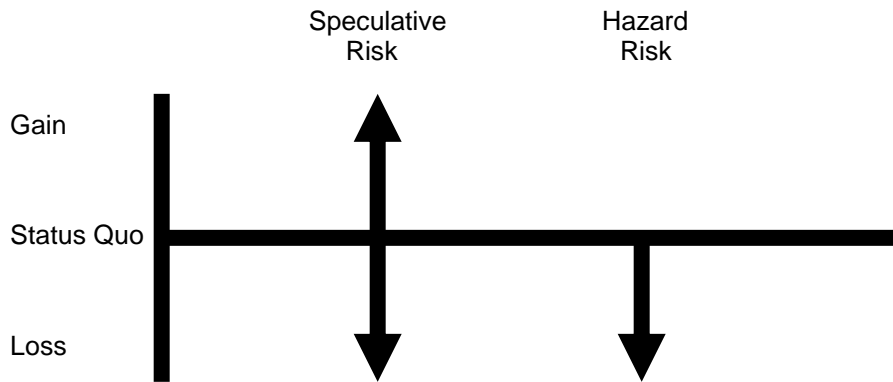 Speculative
Risk
Hazard
Risk
Gain
Status Quo
Loss